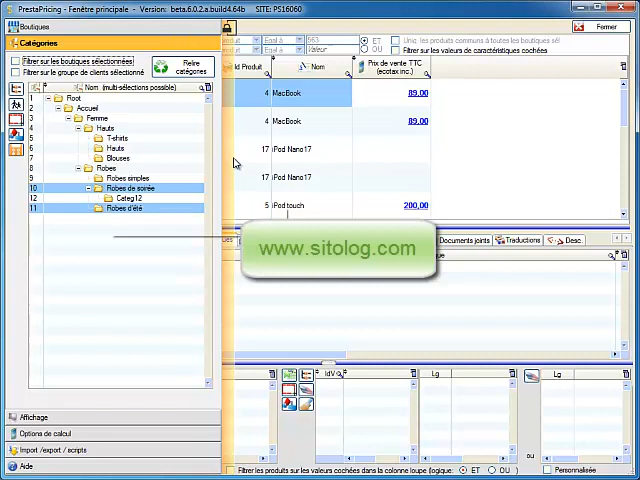 PrestaPricing - Fenêtre principale - Version: beta.6.0.2.a.build4.64b SITE: PS16060
Boutiques
Catégories
Filtrer sur les boutiques sélectionnées
Filtrer sur le groupe de clients sélectionné
Relire catégories
Nom (multi-sélections possible)
1 Root
2 Accueil
3 Femme
4 Hauts
5 T-shirts
6 Hauts
7 Blouses
8 Robes
9 Robes simples
10 Robes de soirée
Categ12
11 Robes d'été
Affichage
Options de calcul
Import /export / scripts
Aide
Fermer
produit Egal à 563 ET Uniq. les produits communs à toutes les boutiques sél
Produit Egal à Valeur OU Filtrer sur les valeurs de caractéristiques cochées
Id Produit Nom Prix de vente TTC
(ecotax inc.)
4 MacBook 89,00
4 MacBook 89,00
17 iPod Nano17
17 iPod Nano17
5 iPod touch 200,00
www.sitolog.com
Documents joints Traductions Desc.
IdV Lg Lg
ou
Filtrer les produits sur les valeurs cochées dans la colonne loupe (logique: ET OU Personnalisée